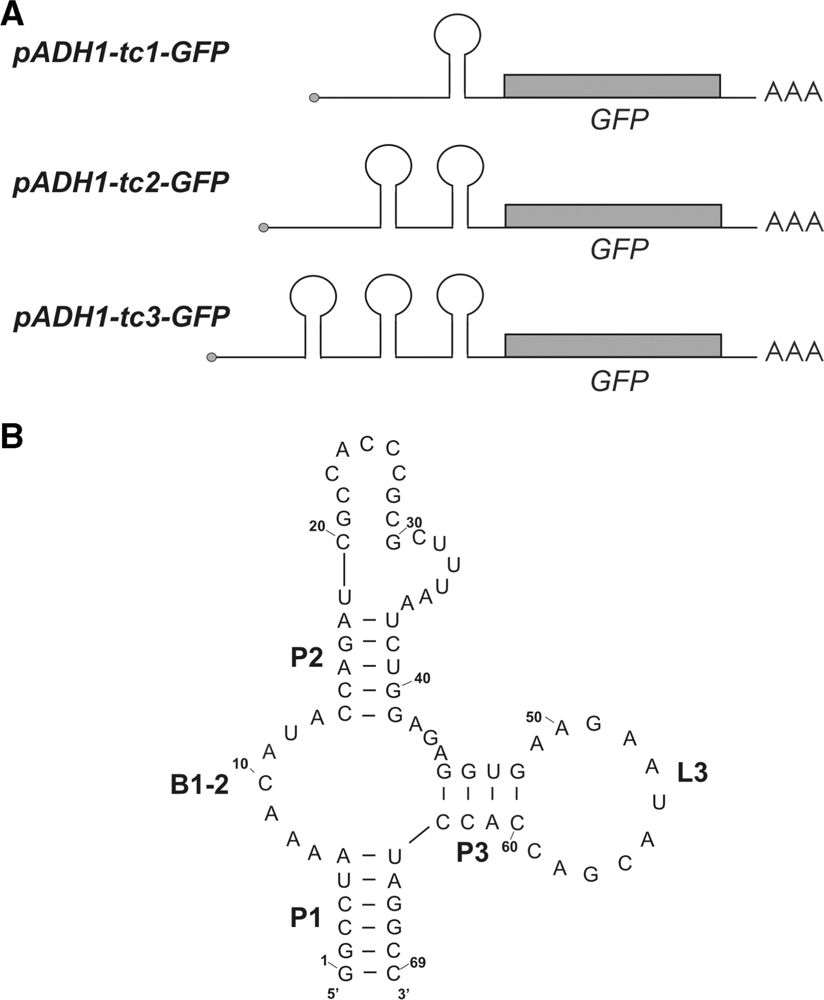 A
pADH1-tc1-GFP
AAA
GFP
pADH1-tc2-GFP
AAA
GFP
pADH1-tc3-GFP
AAA
GFP
B
A C C
C C
C G
G C
20 30
C G C U
U
U
U
A A
A – U
G – C
P2
A – U
C – G 40
C – G
A
U
A
10
C
B1-2
A
A
A
A
G
A
G G U G
C C A C
P3
60
50
A
A G
A
A
L3
U
A
C
G
A
C
A – U
U – A
C – G
P1
C – G
G – C
1 69
G – C
5’ 3’